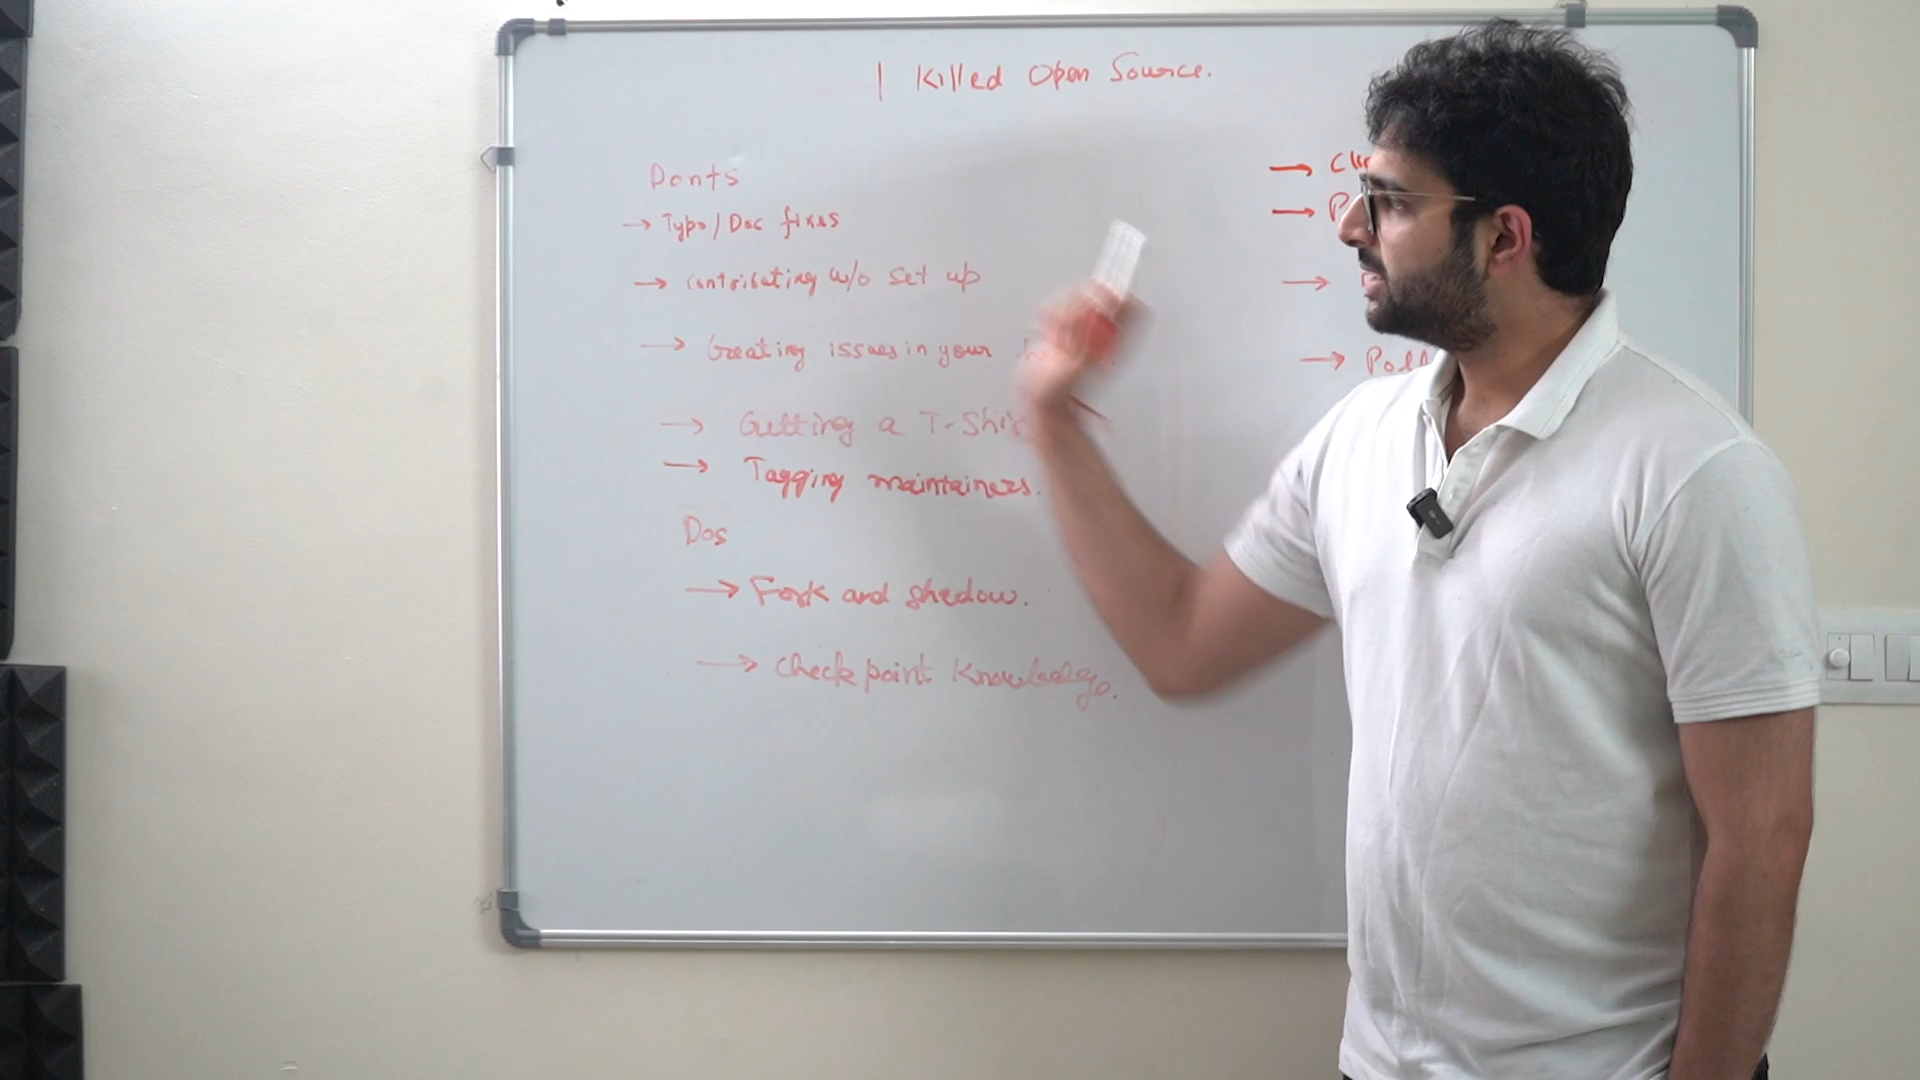 I Killed Open Source.
Donts
→ Typo/Doc fixes
→ Contributing w/o set up
→ Creating issues in your
→ Getting a T-Shir
→ Tagging maintainers.
Dos
→ Fork and shadow.
→ Checkpoint Knowledge.
→
→
→
→